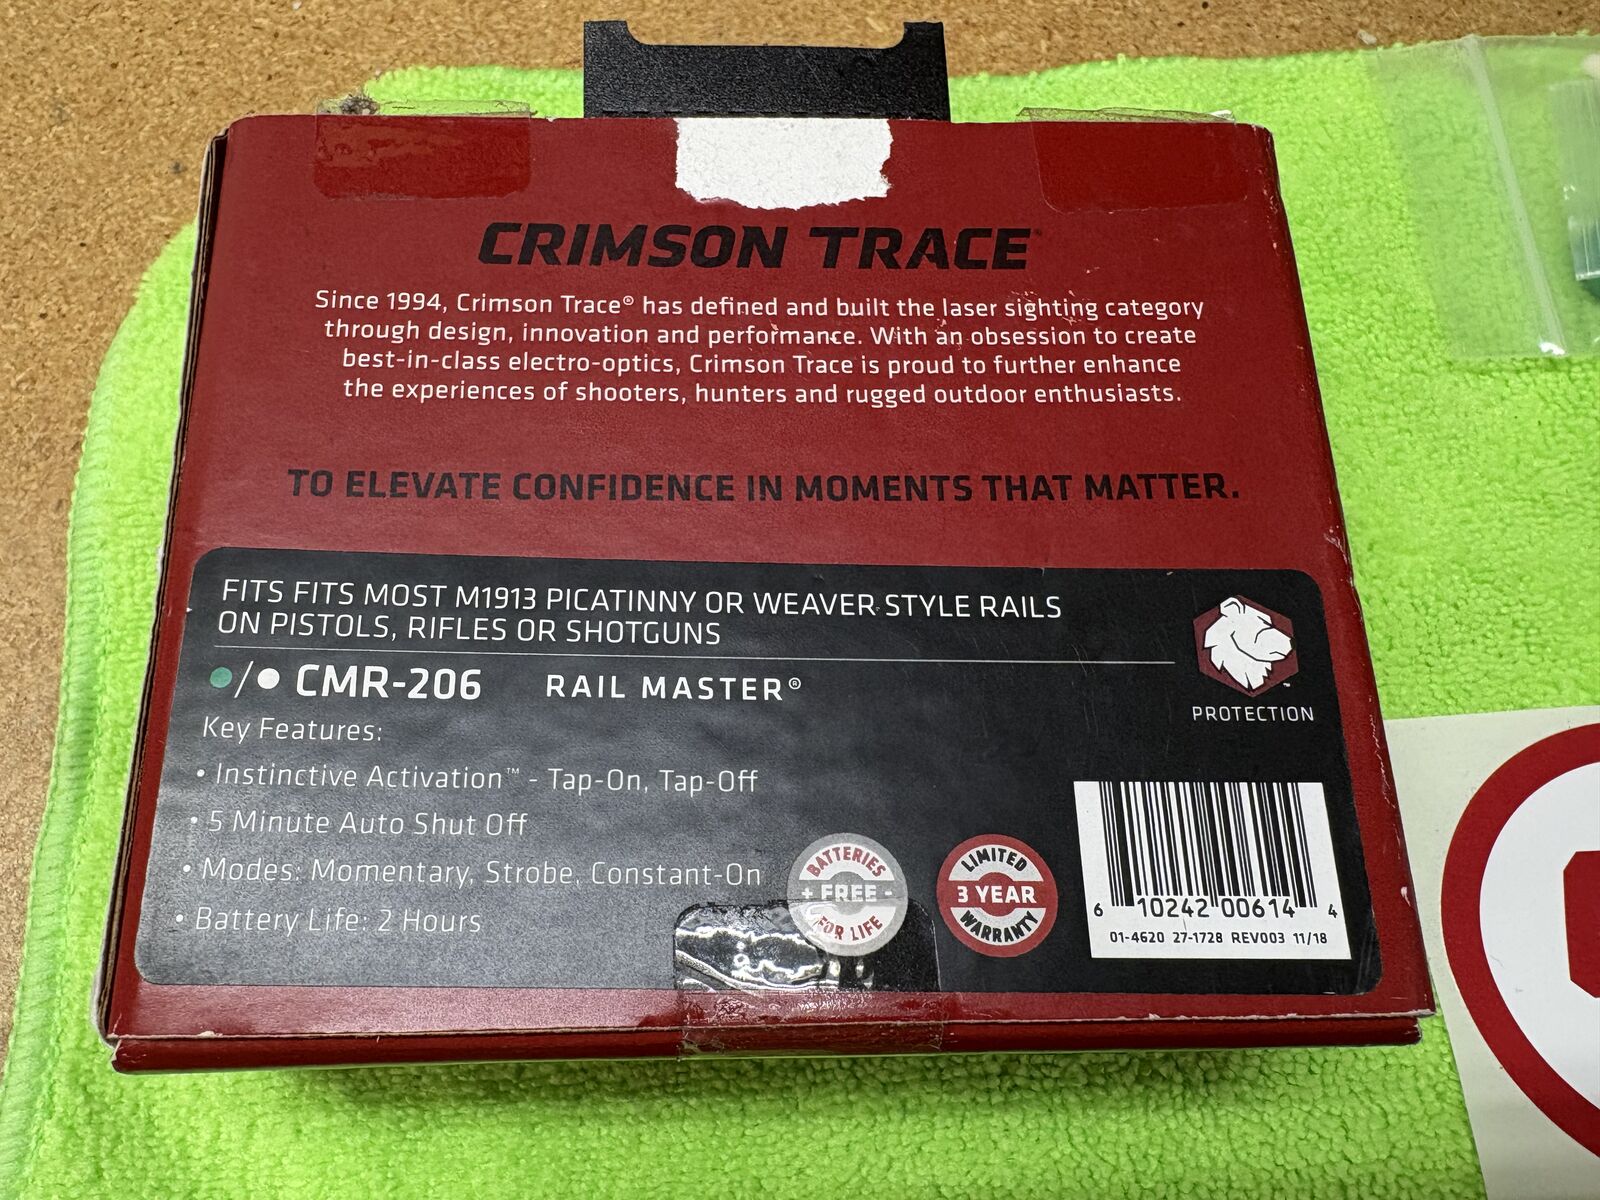 CRIMSON TRACE
Since 1994, Crimson Trace® has defined and built the laser sighting category
through design, innovation and performance. With an obsession to create
best-in-class electro-optics, Crimson Trace is proud to further enhance
the experiences of shooters, hunters and rugged outdoor enthusiasts.
TO ELEVATE CONFIDENCE IN MOMENTS THAT MATTER.
FITS FITS MOST M1913 PICATINNY OR WEAVER STYLE RAILS
ON PISTOLS, RIFLES OR SHOTGUNS
●/● CMR-206 RAIL MASTER®
PROTECTION
Key Features:
• Instinctive Activation™ - Tap-On, Tap-Off
• 5 Minute Auto Shut Off
• Modes: Momentary, Strobe, Constant-On
• Battery Life: 2 Hours
BATTERIES
+ FREE -
FOR LIFE
LIMITED
3 YEAR
WARRANTY
6 10242 00614 4
01-4620 27-1728 REV003 11/18